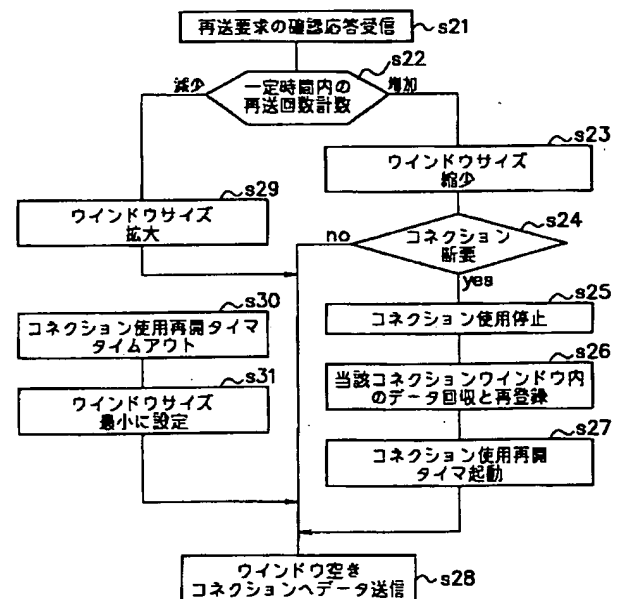 再送要求の確認応答受信
s21
s22
一定時間内の
再送回数計数
減少
増加
s23
ウインドウサイズ
縮少
s29
ウインドウサイズ
拡大
s24
コネクション
断要
no
yes
s25
コネクション使用停止
s30
コネクション使用再開タイマ
タイムアウト
s26
当該コネクションウインドウ内
のデータ回収と再登録
s31
ウインドウサイズ
最小に設定
s27
コネクション使用再開
タイマ起動
ウインドウ空き
コネクションへデータ送信
s28